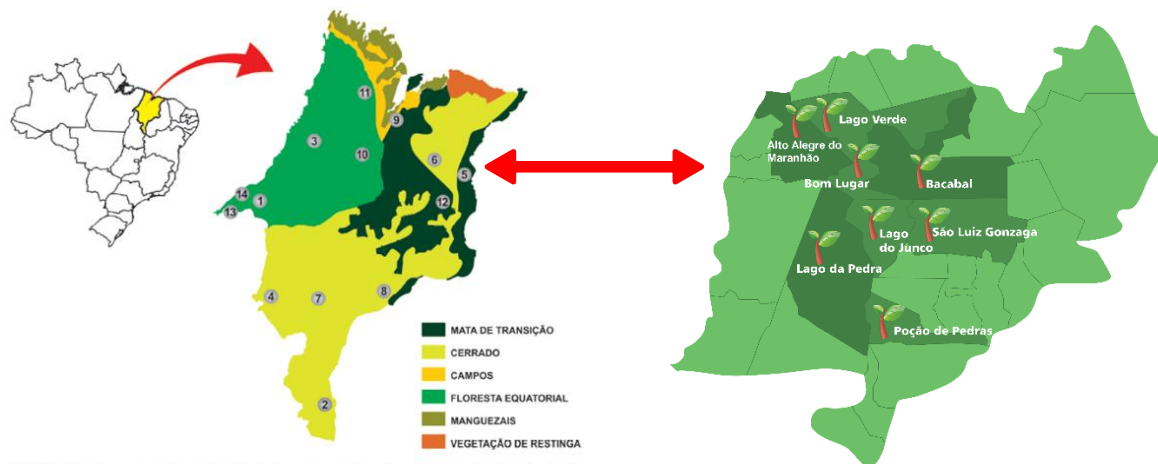 11
9
3
10
6
5
14
1
13
12
4
7
8
2
MATA DE TRANSIÇÃO
CERRADO
CAMPOS
FLORESTA EQUATORIAL
MANGUEZAIS
VEGETAÇÃO DE RESTINGA
Lago Verde
Alto Alegre do
Maranhão
Bom Lugar
Bacabal
Lago
do Junco
São Luiz Gonzaga
Lago da Pedra
Poção de Pedras